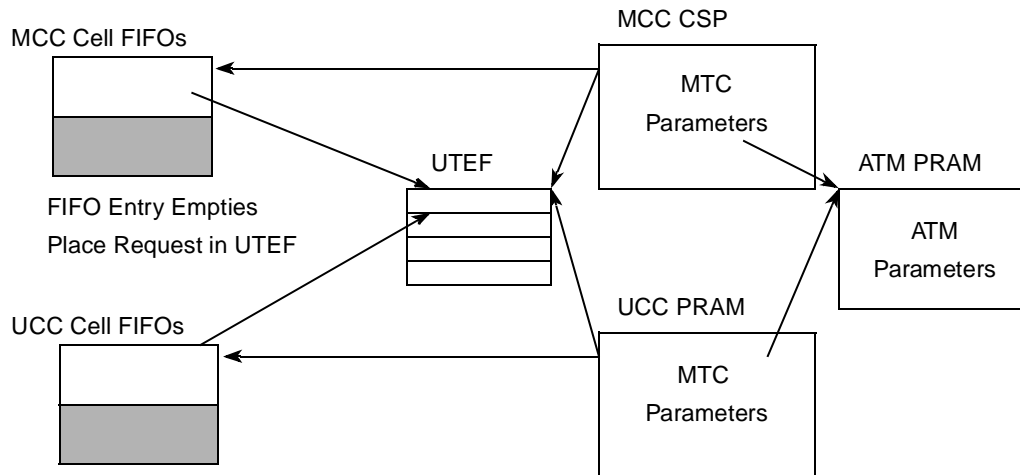 MCC CSP
MCC Cell FIFOs
MTC
Parameters
UTEF
ATM PRAM
FIFO Entry Empties
Place Request in UTEF
ATM
Parameters
UCC Cell FIFOs
UCC PRAM
MTC
Parameters